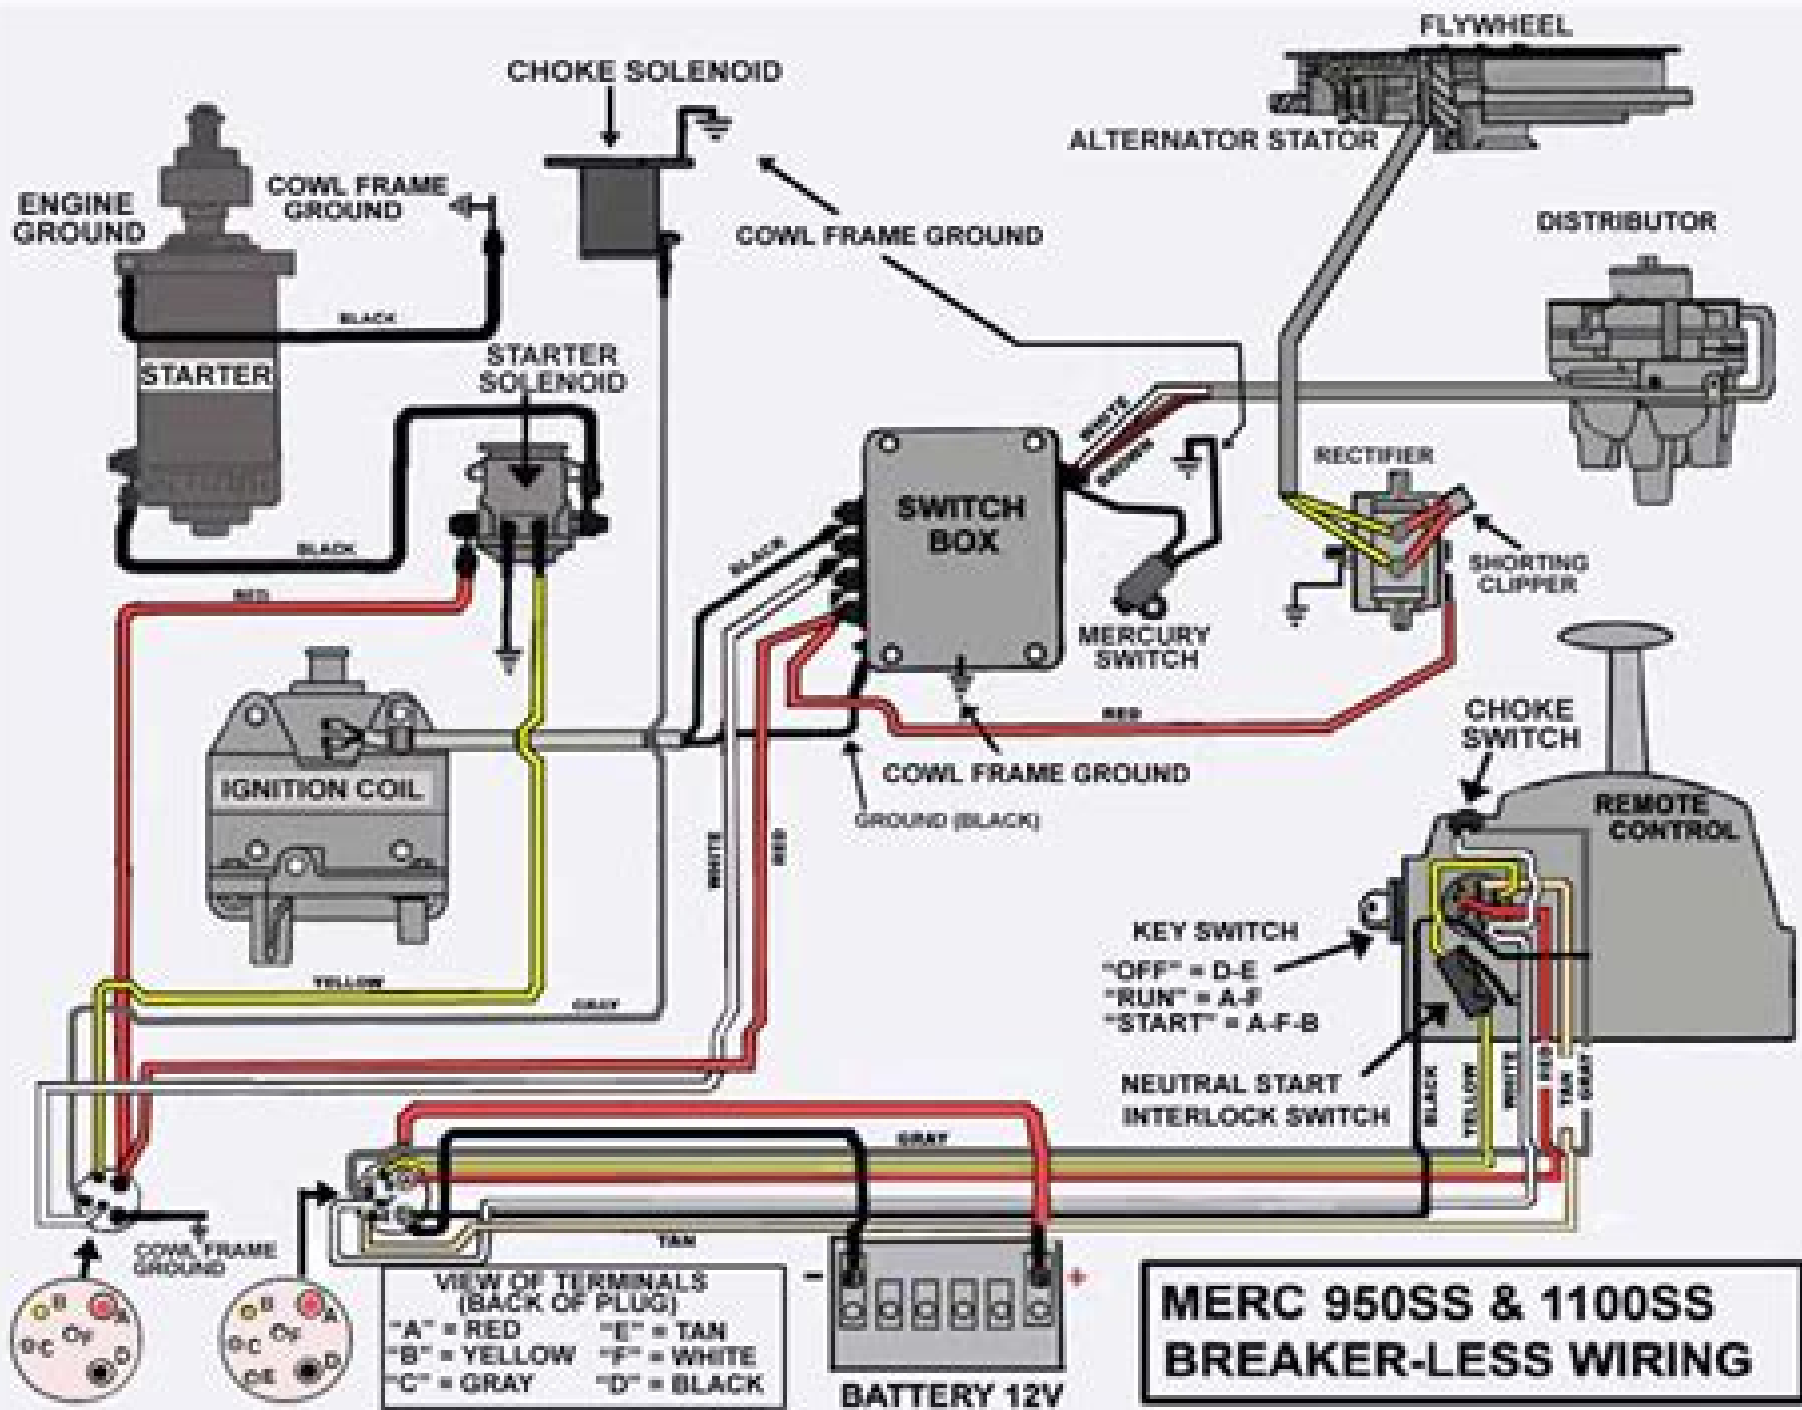 FLYWHEEL
CHOKE SOLENOID
ALTERNATOR STATOR
ENGINE
GROUND
COWL FRAME
GROUND
COWL FRAME GROUND
DISTRIBUTOR
BLACK
STARTER
STARTER
SOLENOID
WHITE
BROWN
RECTIFIER
SWITCH
BOX
BLACK
BLACK
SHORTING
CLIPPER
RED
MERCURY
SWITCH
RED
CHOKE
SWITCH
IGNITION COIL
COWL FRAME GROUND
GROUND (BLACK)
REMOTE
CONTROL
WHITE
RED
KEY SWITCH
"OFF" = D-E
"RUN" = A-F
"START" = A-F-B
YELLOW
GRAY
NEUTRAL START
INTERLOCK SWITCH
BLACK
YELLOW
WHITE
RED
TAN
GRAY
GRAY
TAN
COWL FRAME
GROUND
B
A
F
C
D
B
A
F
C
D
E
VIEW OF TERMINALS
(BACK OF PLUG)
"A" = RED "E" = TAN
"B" = YELLOW "F" = WHITE
"C" = GRAY "D" = BLACK
- +
BATTERY 12V
MERC 950SS & 1100SS
BREAKER-LESS WIRING